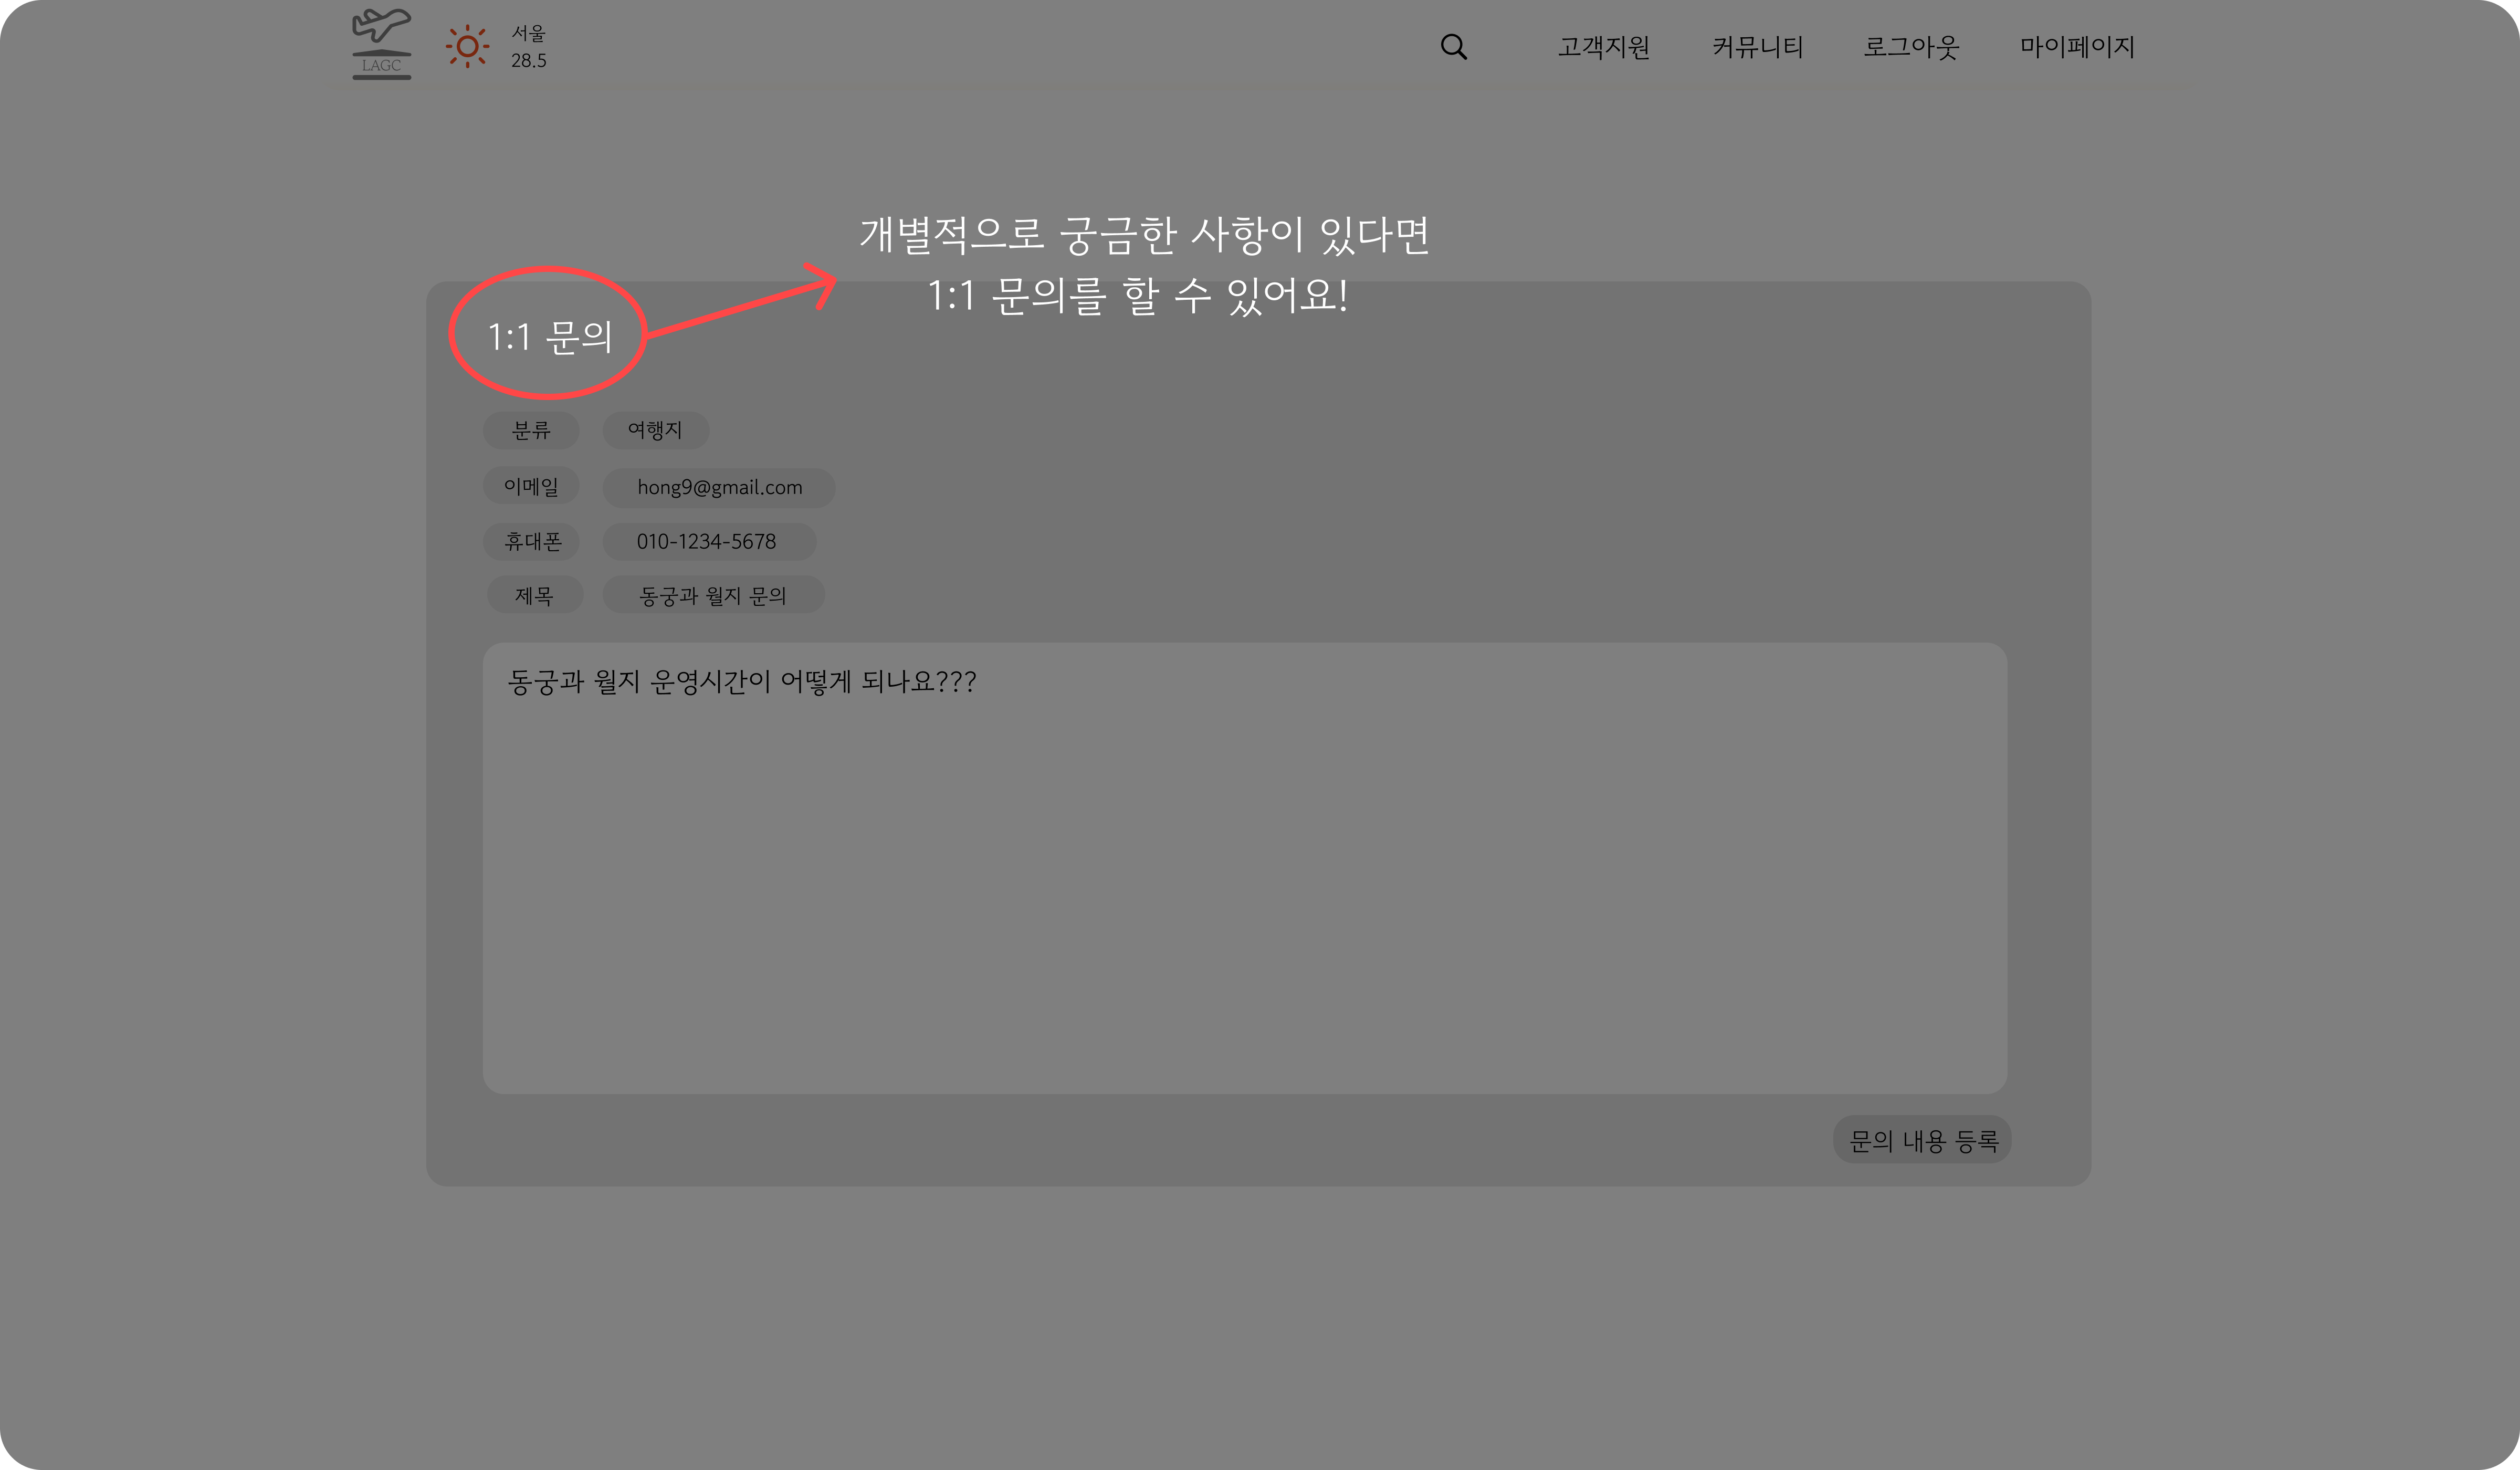 LAGC
서울
28.5
고객지원 커뮤니티 로그아웃 마이페이지
개별적으로 궁금한 사항이 있다면
1:1 문의를 할 수 있어요!
1:1 문의
분류 여행지
이메일 hong9@gmail.com
휴대폰 010-1234-5678
제목 동궁과 월지 문의
동궁과 월지 운영시간이 어떻게 되나요???
문의 내용 등록